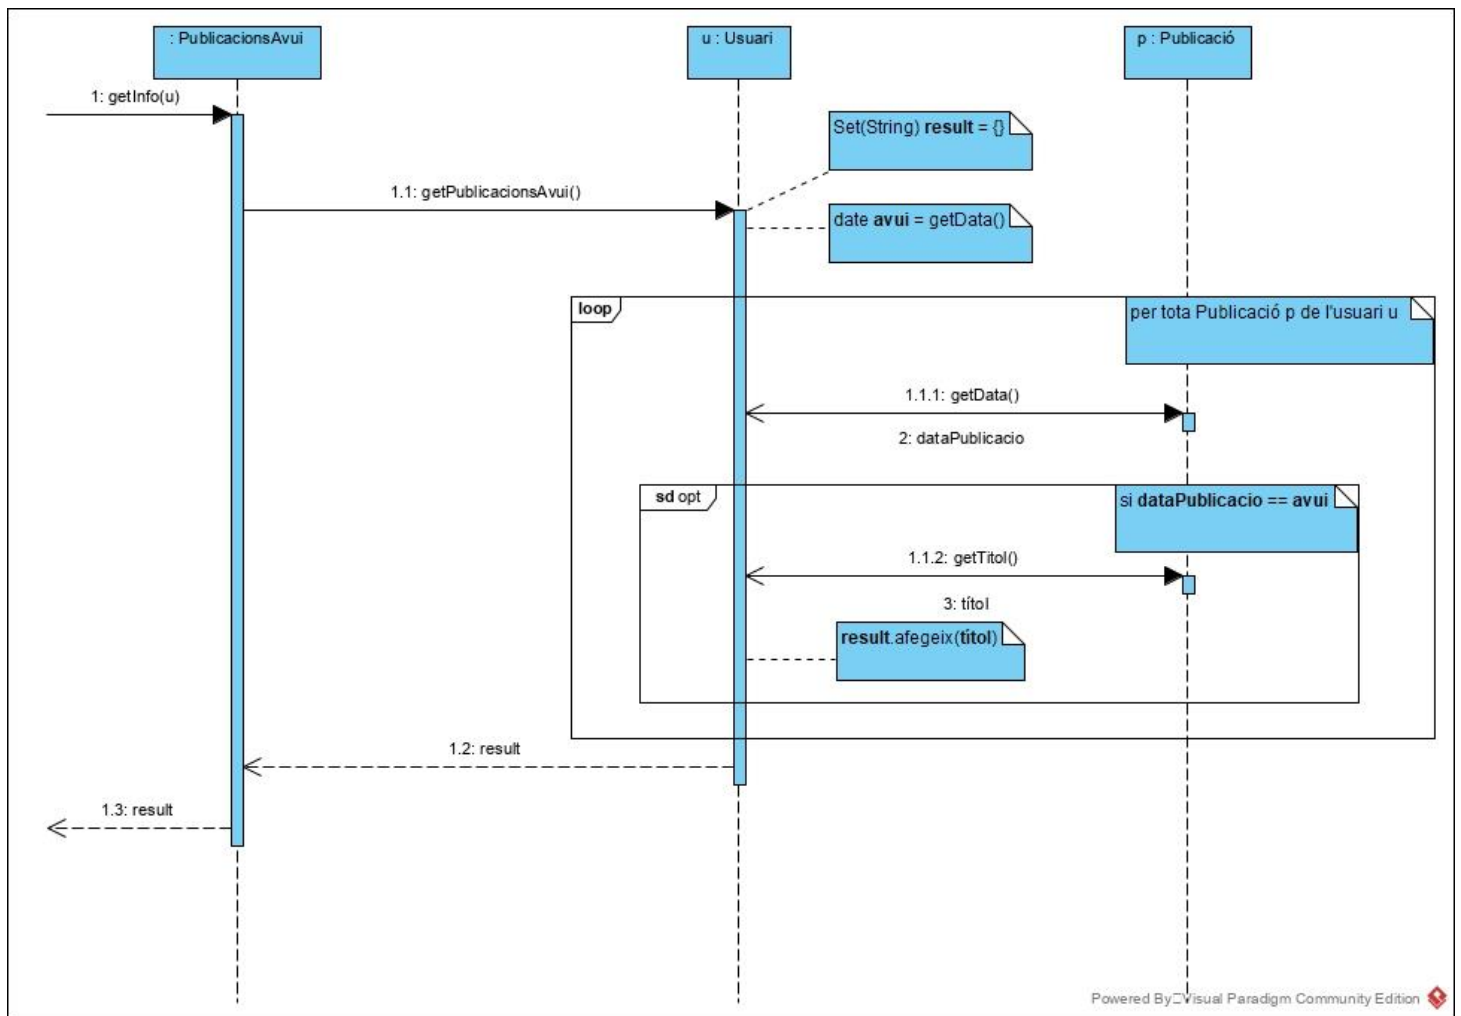 : PublicacionsAvui
u : Usuari
p : Publicació
1: getInfo(u)
Set(String) result = {}
1.1: getPublicacionsAvui()
date avui = getData()
loop
per tota Publicació p de l'usuari u
1.1.1: getData()
2: dataPublicacio
sd opt
si dataPublicacio == avui
1.1.2: getTitol()
3: títol
result.afegeix(títol)
1.2: result
1.3: result
Powered By Visual Paradigm Community Edition